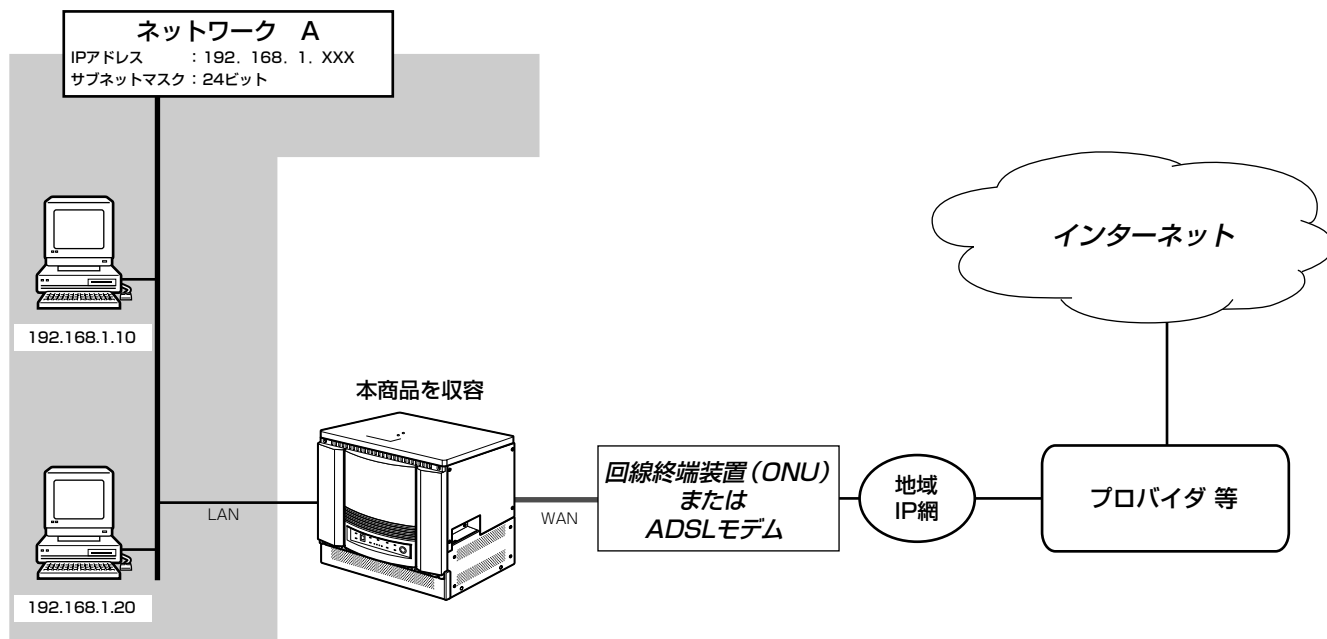 ネットワーク　A
IPアドレス　　：192. 168. 1. XXX
サブネットマスク：24ビット
インターネット
192.168.1.10
本商品を収容
回線終端装置（ONU）
または
ADSLモデム
地域
IP網
プロバイダ 等
LAN
WAN
192.168.1.20